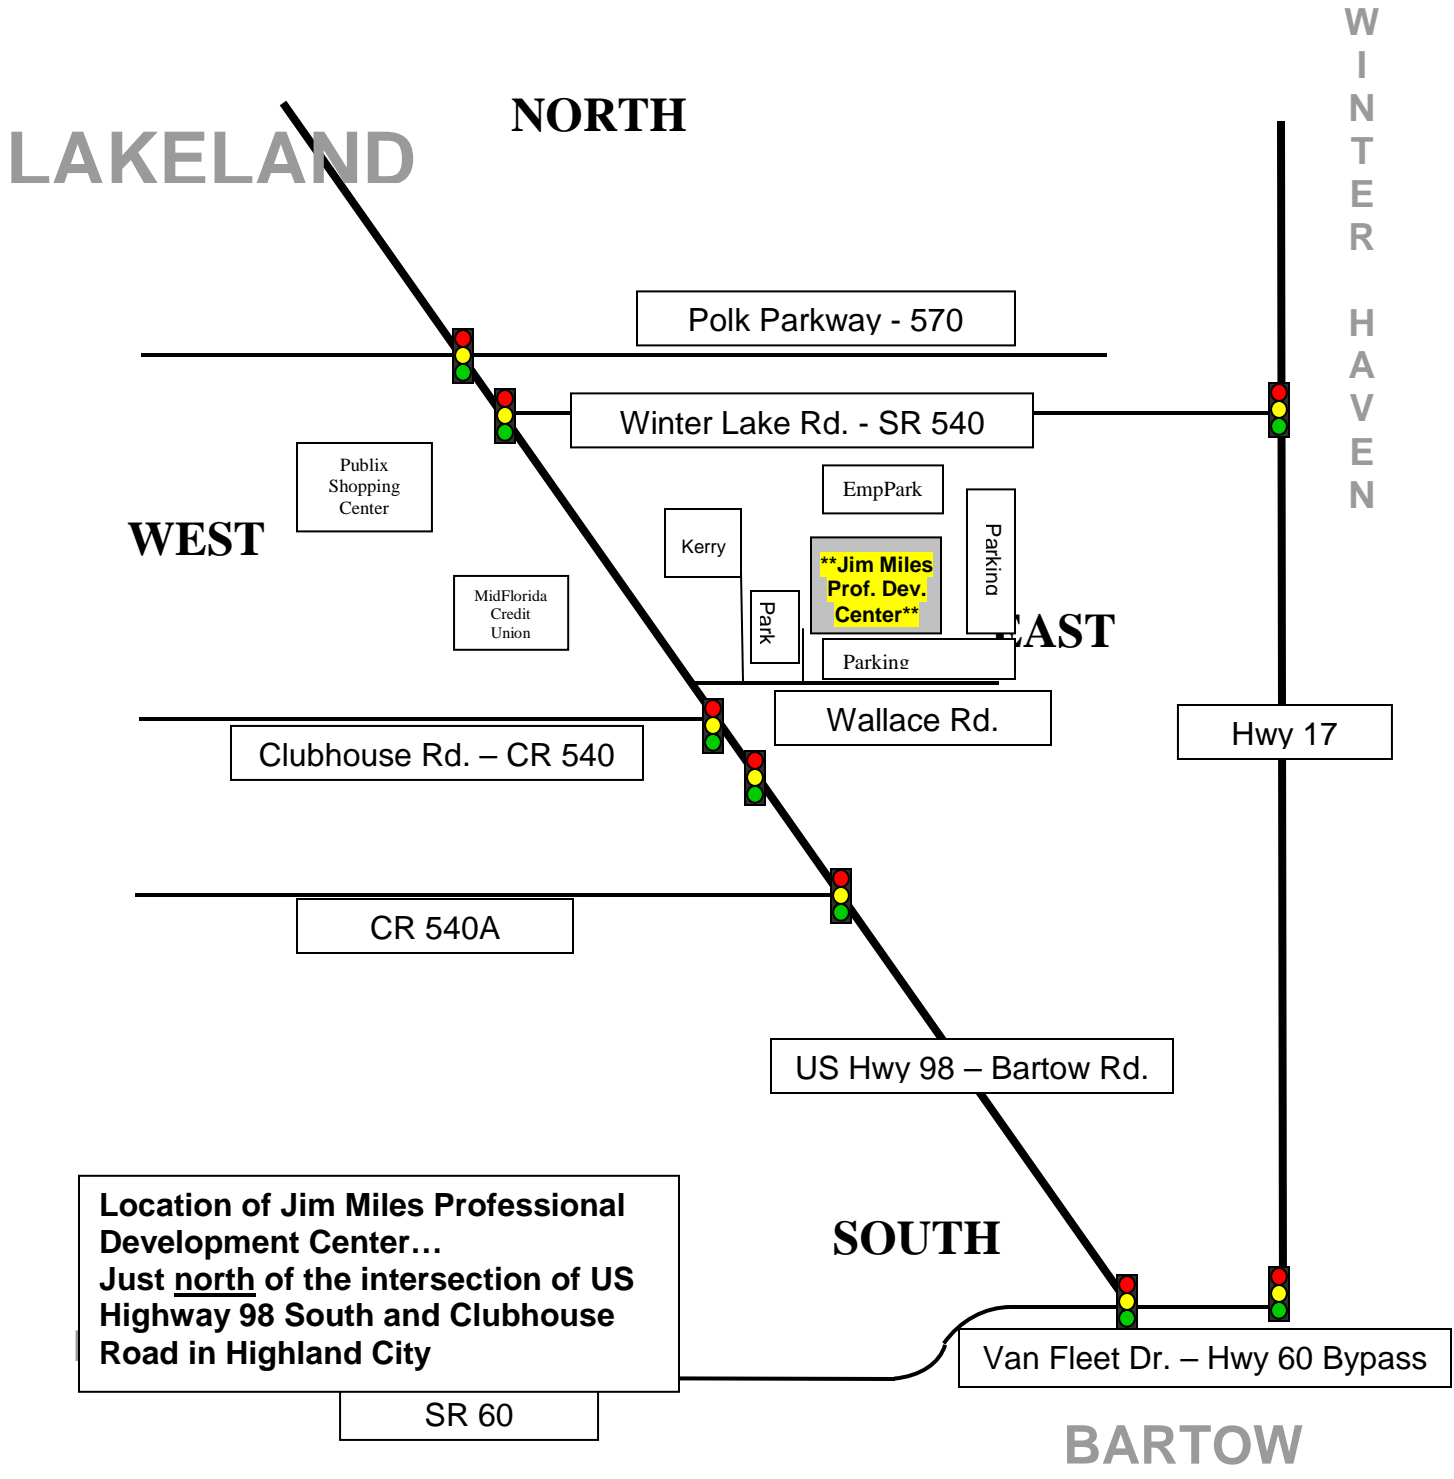 WINTER HAVEN
NORTH
LAKELAND
Polk Parkway - 570
Winter Lake Rd. - SR 540
Publix
Shopping
Center
EmpPark
WEST
Kerry
**Jim Miles
Prof. Dev.
Center**
Parking
MidFlorida
Credit
Union
Park
EAST
Parking
Wallace Rd.
Hwy 17
Clubhouse Rd. – CR 540
CR 540A
US Hwy 98 – Bartow Rd.
Location of Jim Miles Professional
Development Center…
Just north of the intersection of US
Highway 98 South and Clubhouse
Road in Highland City
SOUTH
Van Fleet Dr. – Hwy 60 Bypass
SR 60
BARTOW